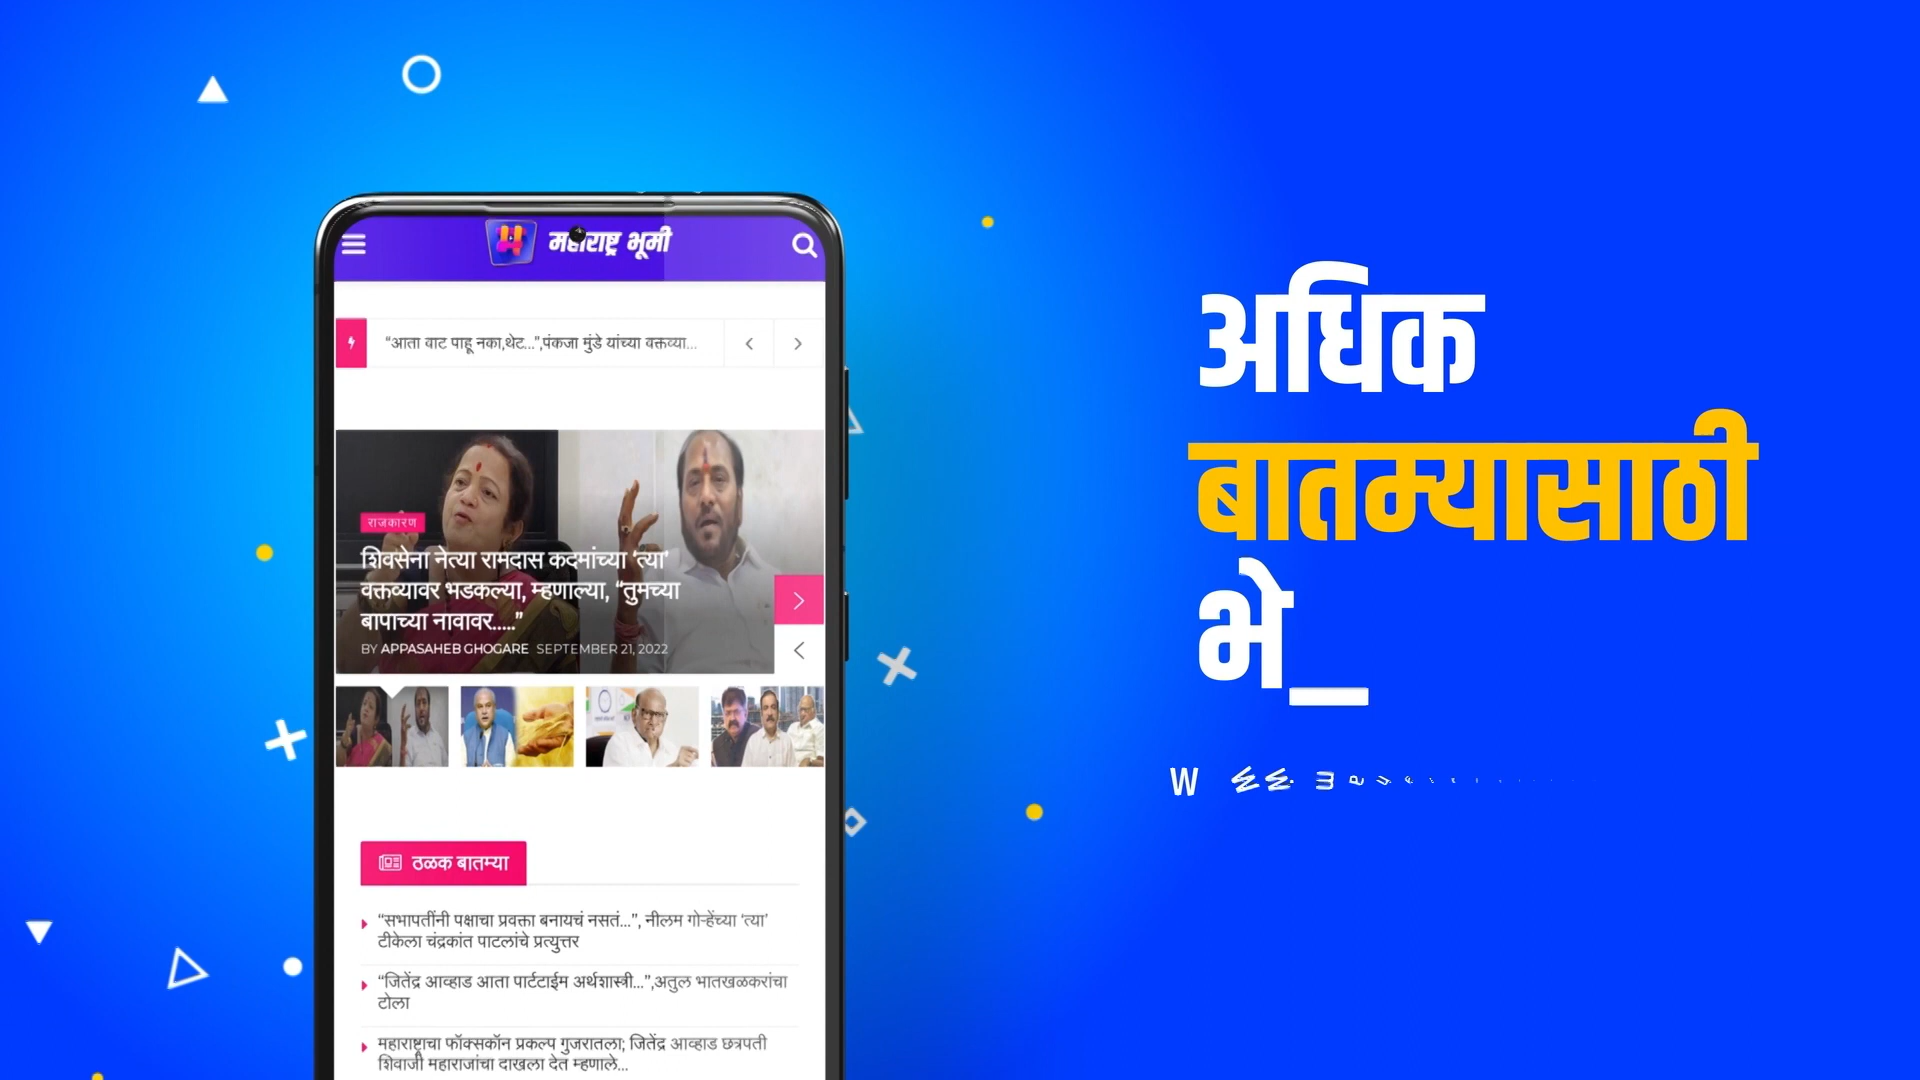 महाराष्ट्र भूमी
“आता वाट पाहू नका,थेट...”,पंकजा मुंडे यांच्या वक्तव्या...
राजकारण
शिवसेना नेत्या रामदास कदमांच्या ‘त्या’
वक्तव्यावर भडकल्या, म्हणाल्या, “तुमच्या
बापाच्या नावावर.....”
BY APPASAHEB GHOGARE SEPTEMBER 21, 2022
ठळक बातम्या
“सभापतींनी पक्षाचा प्रवक्ता बनायचं नसतं...”, नीलम गोऱ्हेंच्या ‘त्या’
टीकेला चंद्रकांत पाटलांचे प्रत्युत्तर
“जितेंद्र आव्हाड आता पार्टटाईम अर्थशास्त्री...”,अतुल भातखळकरांचा
टोला
महाराष्ट्राचा फॉक्सकॉन प्रकल्प गुजरातला; जितेंद्र आव्हाड छत्रपती
शिवाजी महाराजांचा दाखला देत म्हणाले...
अधिक
बातम्यासाठी
भे_
W